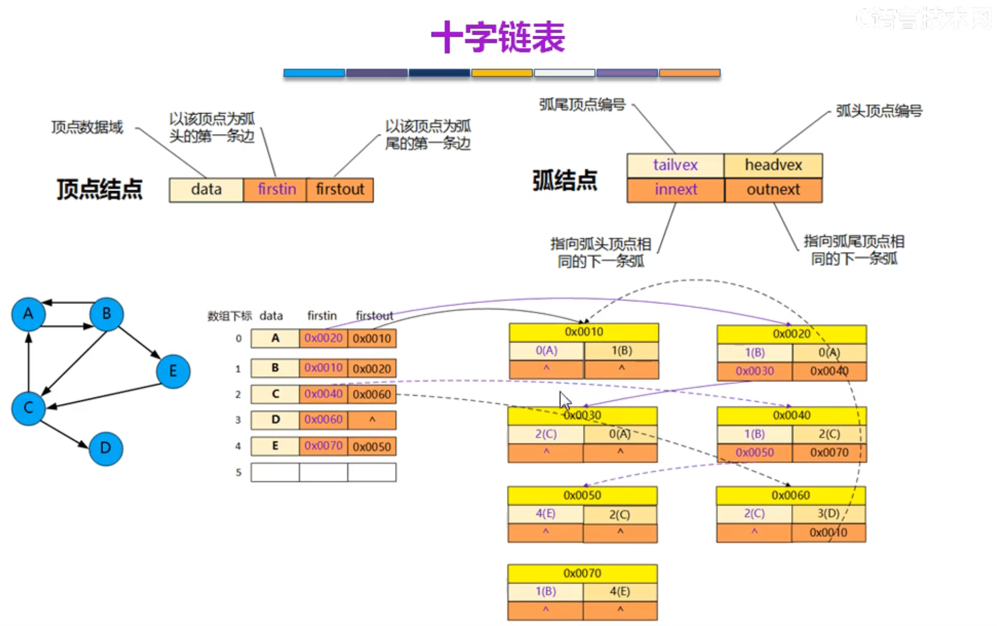 C语言技术网
十字链表
顶点数据域
以该顶点为弧
头的第一条边
以该顶点为弧
尾的第一条边
顶点结点
data firstin firstout
弧尾顶点编号
弧头顶点编号
弧结点
tailvex headvex
innext outnext
指向弧头顶点相
同的下一条弧
指向弧尾顶点相
同的下一条弧
A
B
E
C
D
数组下标 data firstin firstout
0 A 0x0020 0x0010
1 B 0x0010 0x0020
2 C 0x0040 0x0060
3 D 0x0060 ^
4 E 0x0070 0x0050
5
0x0010
0(A) 1(B)
^ ^
0x0020
1(B) 0(A)
0x0030 0x0040
0x0030
2(C) 0(A)
^ ^
0x0040
1(B) 2(C)
0x0050 0x0070
0x0050
4(E) 2(C)
^ ^
0x0060
2(C) 3(D)
^ 0x0010
0x0070
1(B) 4(E)
^ ^